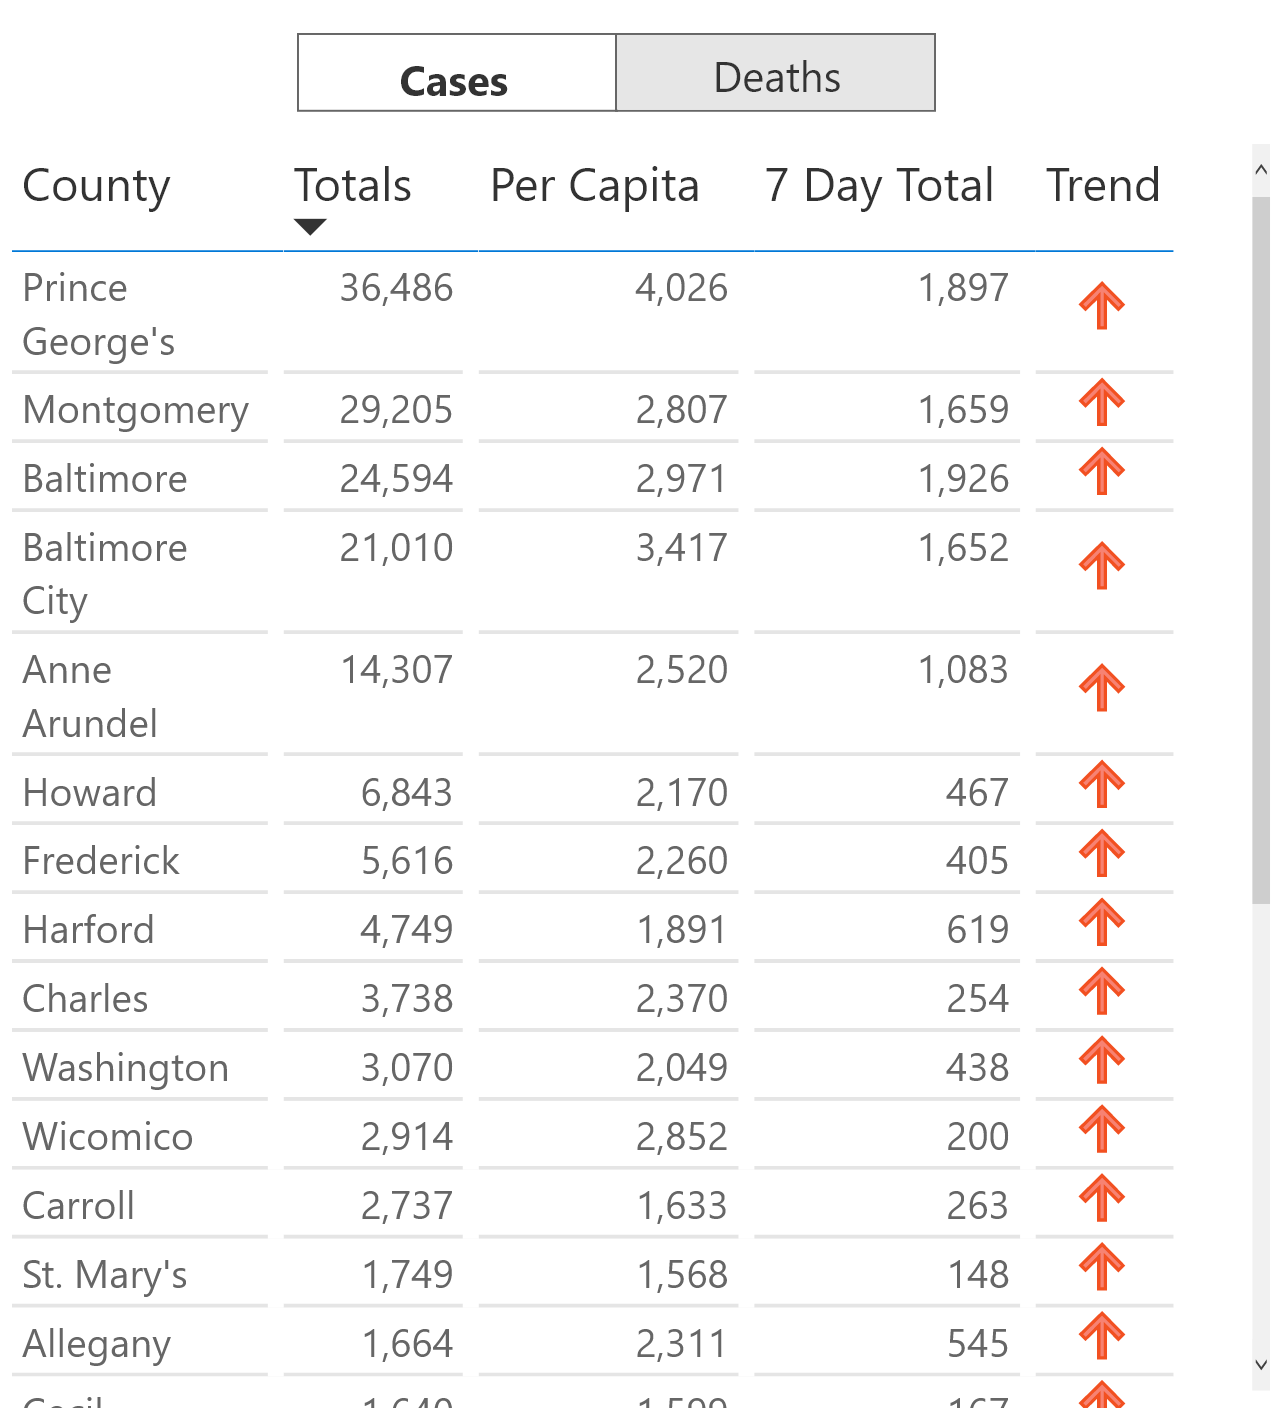 Cases Deaths
County Totals Per Capita 7 Day Total Trend
Prince 36,486 4,026 1,897
George's
Montgomery 29,205 2,807 1,659
Baltimore 24,594 2,971 1,926
Baltimore 21,010 3,417 1,652
City
Anne 14,307 2,520 1,083
Arundel
Howard 6,843 2,170 467
Frederick 5,616 2,260 405
Harford 4,749 1,891 619
Charles 3,738 2,370 254
Washington 3,070 2,049 438
Wicomico 2,914 2,852 200
Carroll 2,737 1,633 263
St. Mary's 1,749 1,568 148
Allegany 1,664 2,311 545